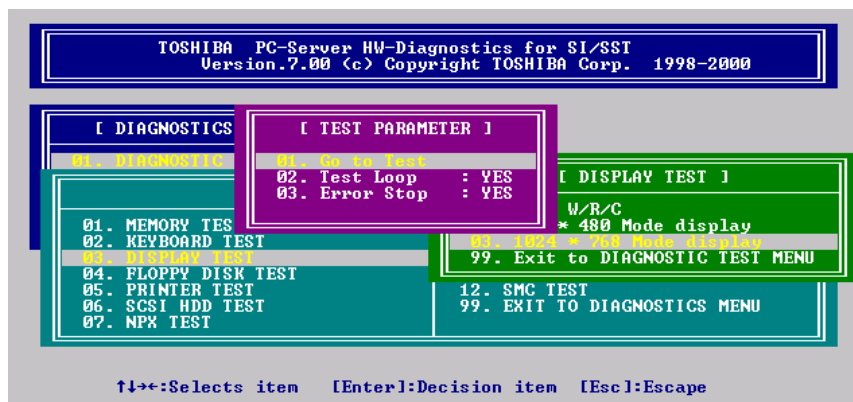 TOSHIBA PC-Server HW-Diagnostics for SI/SST
Version.7.00 (c) Copyright TOSHIBA Corp. 1998-2000
[ DIAGNOSTICS
01. DIAGNOSTIC
[ TEST PARAMETER ]
01. Go to Test
02. Test Loop : YES
03. Error Stop : YES
[ DISPLAY TEST ]
W/R/C
* 480 Mode display
03. 1024 * 768 Mode display
99. Exit to DIAGNOSTIC TEST MENU
01. MEMORY TES
02. KEYBOARD TEST
03. DISPLAY TEST
04. FLOPPY DISK TEST
05. PRINTER TEST
06. SCSI HDD TEST
07. NPX TEST
12. SMC TEST
99. EXIT TO DIAGNOSTICS MENU
↑↓→←:Selects item [Enter]:Decision item [Esc]:Escape